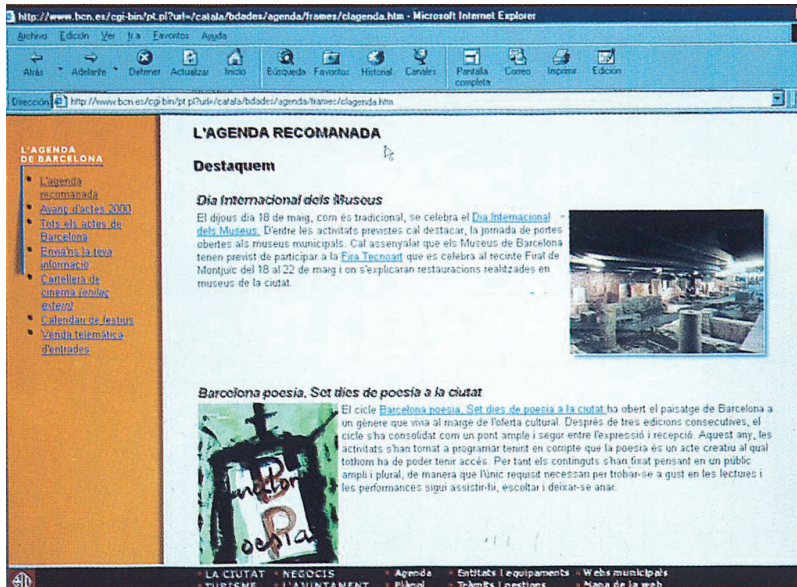 http://www.bcn.es/cgi-bin/pt.pl?url=/catala/bdades/agenda/frames/clagenda.htm - Microsoft Internet Explorer
Archivo Edición Ver Ir a Favoritos Ayuda
Atrás Adelante Detener Actualizar Inicio Búsqueda Favoritos Historial Canales Pantalla completa Correo Imprimir Edición
Dirección http://www.bcn.es/cgi-bin/pt.pl?url=/catala/bdades/agenda/frames/clagenda.htm
L'AGENDA
DE BARCELONA
L'agenda
recomanada
Avanç d'actes 2000
Tots els actes de
Barcelona
Envia'ns la teva
informació
Cartellera de
cinema (enllaç
extern)
Calendari de festius
Venda telemàtica
d'entrades
L'AGENDA RECOMANADA
Destaquem
Dia Internacional dels Museus
El dijous dia 18 de maig, com és tradicional, se celebra el Dia Internacional
dels Museus. D'entre les activitats previstes cal destacar, la jornada de portes
obertes als museus municipals. Cal assenyalar que els Museus de Barcelona
tenen previst de participar a la Fira Tecnoart que es celebra al recinte Firal de
Montjuïc del 18 al 22 de maig i on s'explicaran restauracions realitzades en
museus de la ciutat.
Barcelona poesia, Set dies de poesia a la ciutat
El cicle Barcelona poesia, Set dies de poesia a la ciutat ha obert el paisatge de Barcelona a
un gènere que vivia al marge de l'oferta cultural. Després de tres edicions consecutives, el
cicle s'ha consolidat com un pont ample i segur entre l'expressió i recepció. Aquest any, les
activitats s'han tornat a programar tenint en compte que la poesia és un acte creatiu al qual
tothom ha de poder tenir accés. Per tant els continguts s'han fixat pensant en un públic
ampli i plural, de manera que l'únic requisit necessari per trobar-se a gust en les lectures i
les performances sigui assistir-hi, escoltar i deixar-se anar.
B
P
oesia
LA CIUTAT NEGOCIS Agenda Entitats i equipaments Webs municipals
TURISME L'AJUNTAMENT Plànol Tràmits i gestions Mapa de la web